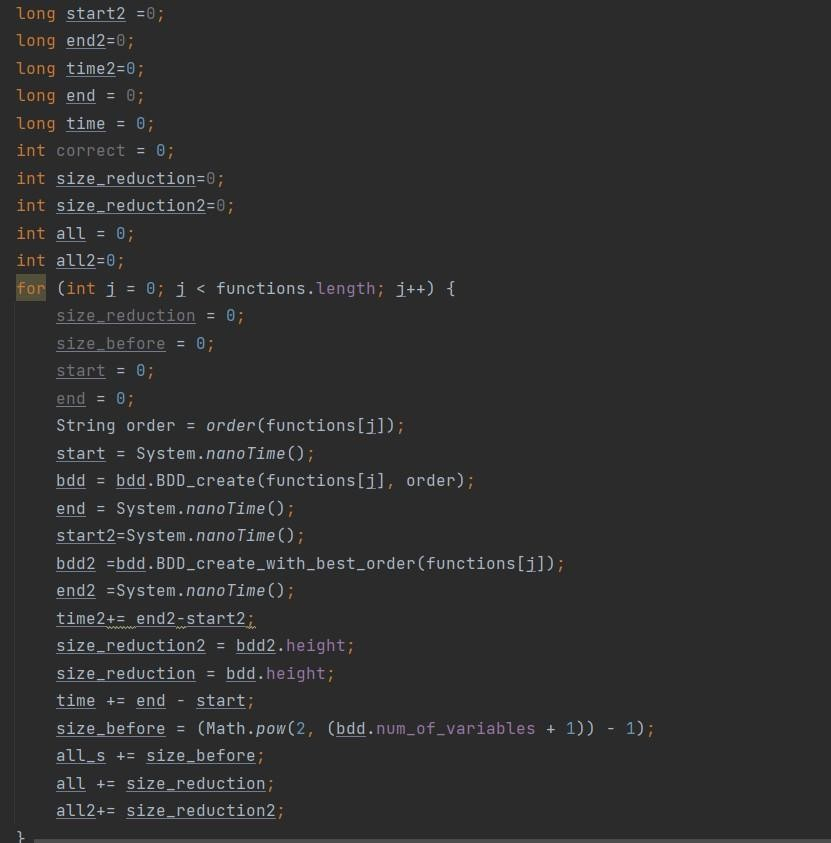 long start2 =0;
long end2=0;
long time2=0;
long end = 0;
long time = 0;
int correct = 0;
int size_reduction=0;
int size_reduction2=0;
int all = 0;
int all2=0;
for (int j = 0; j < functions.length; j++) {
    size_reduction = 0;
    size_before = 0;
    start = 0;
    end = 0;
    String order = order(functions[j]);
    start = System.nanoTime();
    bdd = bdd.BDD_create(functions[j], order);
    end = System.nanoTime();
    start2=System.nanoTime();
    bdd2 =bdd.BDD_create_with_best_order(functions[j]);
    end2 =System.nanoTime();
    time2+= end2-start2;
    size_reduction2 = bdd2.height;
    size_reduction = bdd.height;
    time += end - start;
    size_before = (Math.pow(2, (bdd.num_of_variables + 1)) - 1);
    all_s += size_before;
    all += size_reduction;
    all2+= size_reduction2;
}